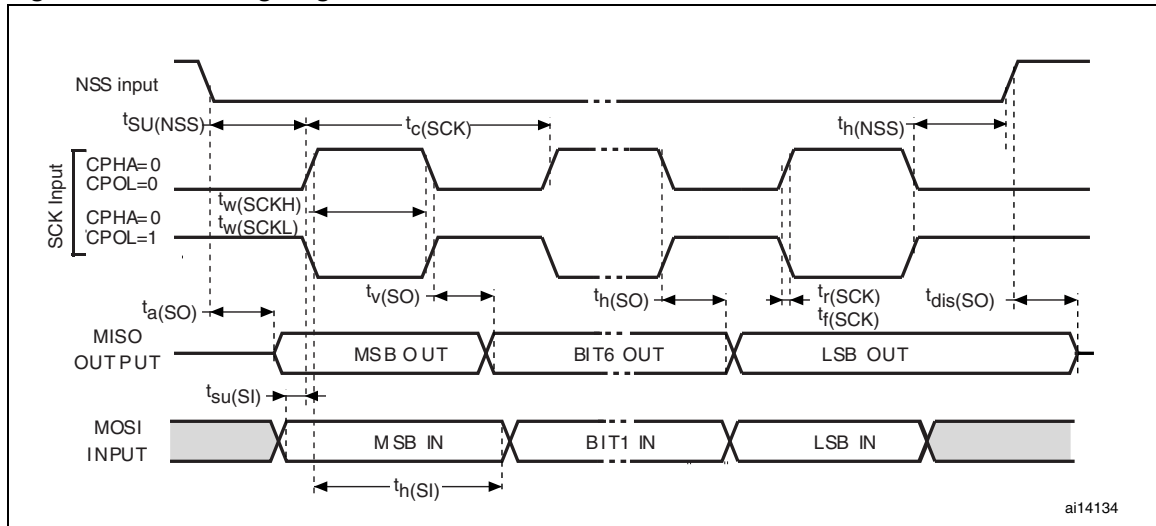 NSS input
tSU(NSS)
tc(SCK)
th(NSS)
SCK Input
CPHA=0
CPOL=0
CPHA=0
CPOL=1
tw(SCKH)
tw(SCKL)
ta(SO)
tv(SO)
th(SO)
tr(SCK)
tf(SCK)
tdis(SO)
MISO
OUTPUT
MSB OUT
BIT6 OUT
LSB OUT
tsu(SI)
MOSI
INPUT
MSB IN
BIT1 IN
LSB IN
th(SI)
ai14134